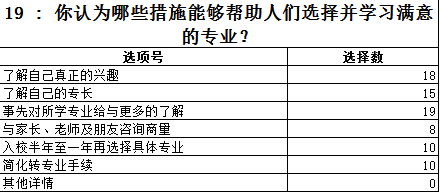 19 : 你认为哪些措施能够帮助人们选择并学习满意
的专业?
选项号 选择数
了解自己真正的兴趣 18
了解自己的专长 15
事先对所学专业给与更多的了解 19
与家长、老师及朋友咨询商量 8
入校半年至一年再选择具体专业 10
简化转专业手续 10
其他详情 0